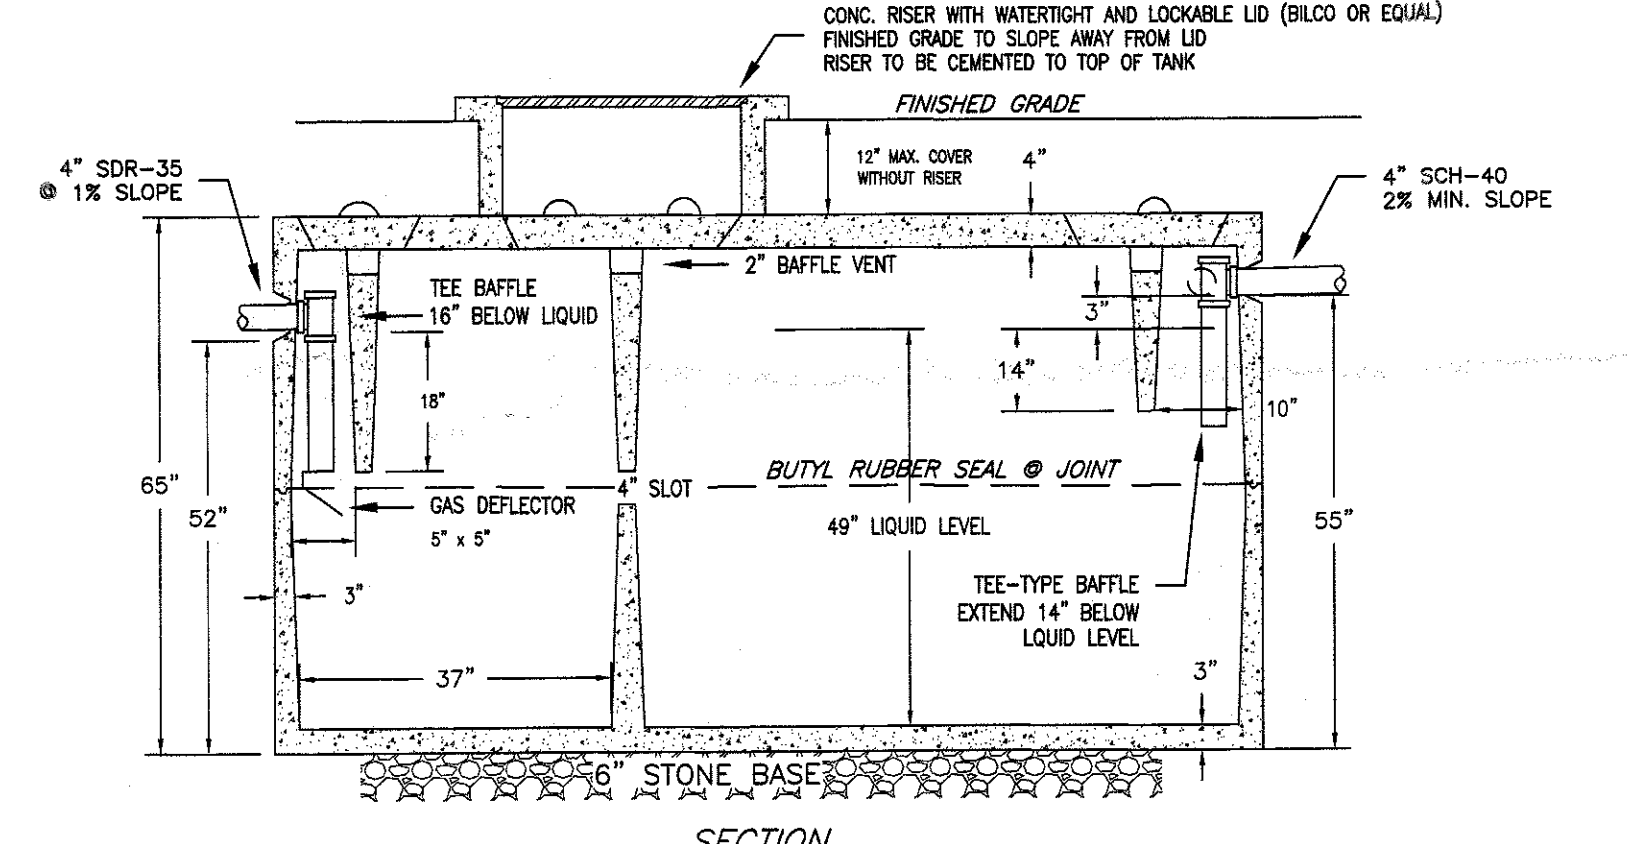 CONC. RISER WITH WATERTIGHT AND LOCKABLE LID (BILCO OR EQUAL)
FINISHED GRADE TO SLOPE AWAY FROM LID
RISER TO BE CEMENTED TO TOP OF TANK
FINISHED GRADE
4" SDR-35
@ 1% SLOPE
12" MAX. COVER
WITHOUT RISER
4"
4" SCH-40
2% MIN. SLOPE
2" BAFFLE VENT
TEE BAFFLE
16" BELOW LIQUID
3"
14"
18"
10"
BUTYL RUBBER SEAL @ JOINT
65"
4" SLOT
GAS DEFLECTOR
5" x 5"
52"
49" LIQUID LEVEL
55"
3"
TEE-TYPE BAFFLE
EXTEND 14" BELOW
LQUID LEVEL
37"
3"
6" STONE BASE
SECTION